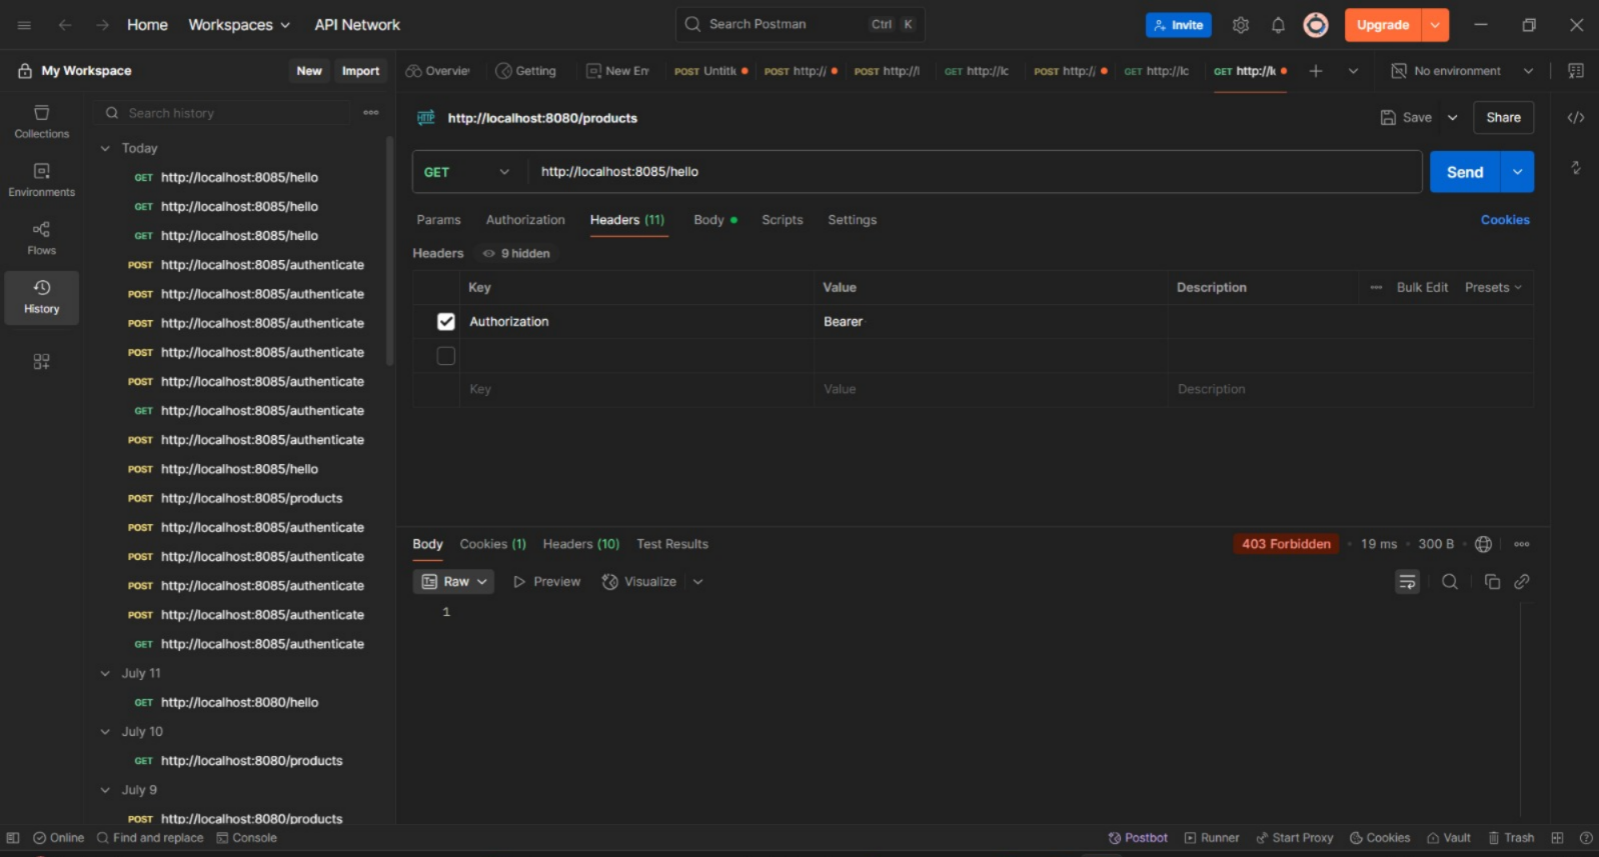 Home Workspaces API Network Search Postman Ctrl K Invite Upgrade
My Workspace New Import Overvie Getting New En POST Untitk POST http:// POST http://l GET http://lc POST http:// GET http://lc GET http://k No environment
Collections
Environments
Flows
History
Search history
Today
GET http://localhost:8085/hello
GET http://localhost:8085/hello
GET http://localhost:8085/hello
POST http://localhost:8085/authenticate
POST http://localhost:8085/authenticate
POST http://localhost:8085/authenticate
POST http://localhost:8085/authenticate
POST http://localhost:8085/authenticate
GET http://localhost:8085/authenticate
POST http://localhost:8085/authenticate
POST http://localhost:8085/hello
POST http://localhost:8085/products
POST http://localhost:8085/authenticate
POST http://localhost:8085/authenticate
POST http://localhost:8085/authenticate
POST http://localhost:8085/authenticate
GET http://localhost:8085/authenticate
July 11
GET http://localhost:8080/hello
July 10
GET http://localhost:8080/products
July 9
POST http://localhost:8080/products
HTTP http://localhost:8080/products Save Share
GET http://localhost:8085/hello Send
Params Authorization Headers (11) Body Scripts Settings Cookies
Headers 9 hidden
Key Value Description Bulk Edit Presets
Authorization Bearer
Key Value Description
Body Cookies (1) Headers (10) Test Results 403 Forbidden 19 ms 300 B
Raw Preview Visualize
1
Online Find and replace Console Postbot Runner Start Proxy Cookies Vault Trash